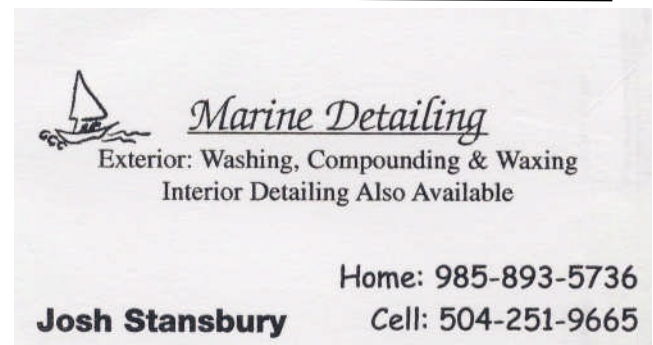 Marine Detailing
Exterior: Washing, Compounding & Waxing
Interior Detailing Also Available
Home: 985-893-5736
Josh Stansbury
Cell: 504-251-9665